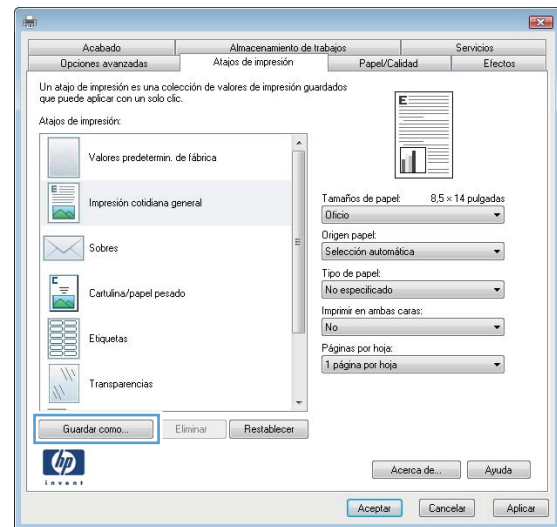 Acabado
Almacenamiento de trabajos
Servicios
Opciones avanzadas
Atajos de impresión
Papel/Calidad
Efectos
Un atajo de impresión es una colección de valores de impresión guardados
que puede aplicar con un solo clic.
Atajos de impresión:
Valores predetermin. de fábrica
Impresión cotidiana general
Sobres
Cartulina/papel pesado
Etiquetas
Transparencias
Guardar como...
Eliminar
Restablecer
E
Tamaños de papel: 8,5 × 14 pulgadas
Oficio
Origen papel:
Selección automática
Tipo de papel:
No especificado
Imprimir en ambas caras:
No
Páginas por hoja:
1 página por hoja
hp
invent
Acerca de...
Ayuda
Aceptar
Cancelar
Aplicar